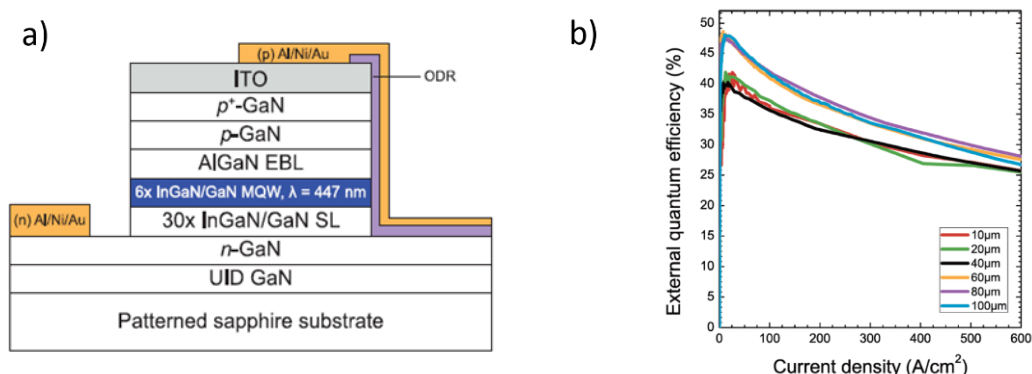 a)
(p) Al/Ni/Au
ODR
ITO
p⁺-GaN
p-GaN
AlGaN EBL
6x InGaN/GaN MQW, λ = 447 nm
(n) Al/Ni/Au
30x InGaN/GaN SL
n-GaN
UID GaN
Patterned sapphire substrate
b)
External quantum efficiency (%)
50
45
40
35
30
25
20
15
10
5
0
10µm
20µm
40µm
60µm
80µm
100µm
0 100 200 300 400 500 600
Current density (A/cm²)